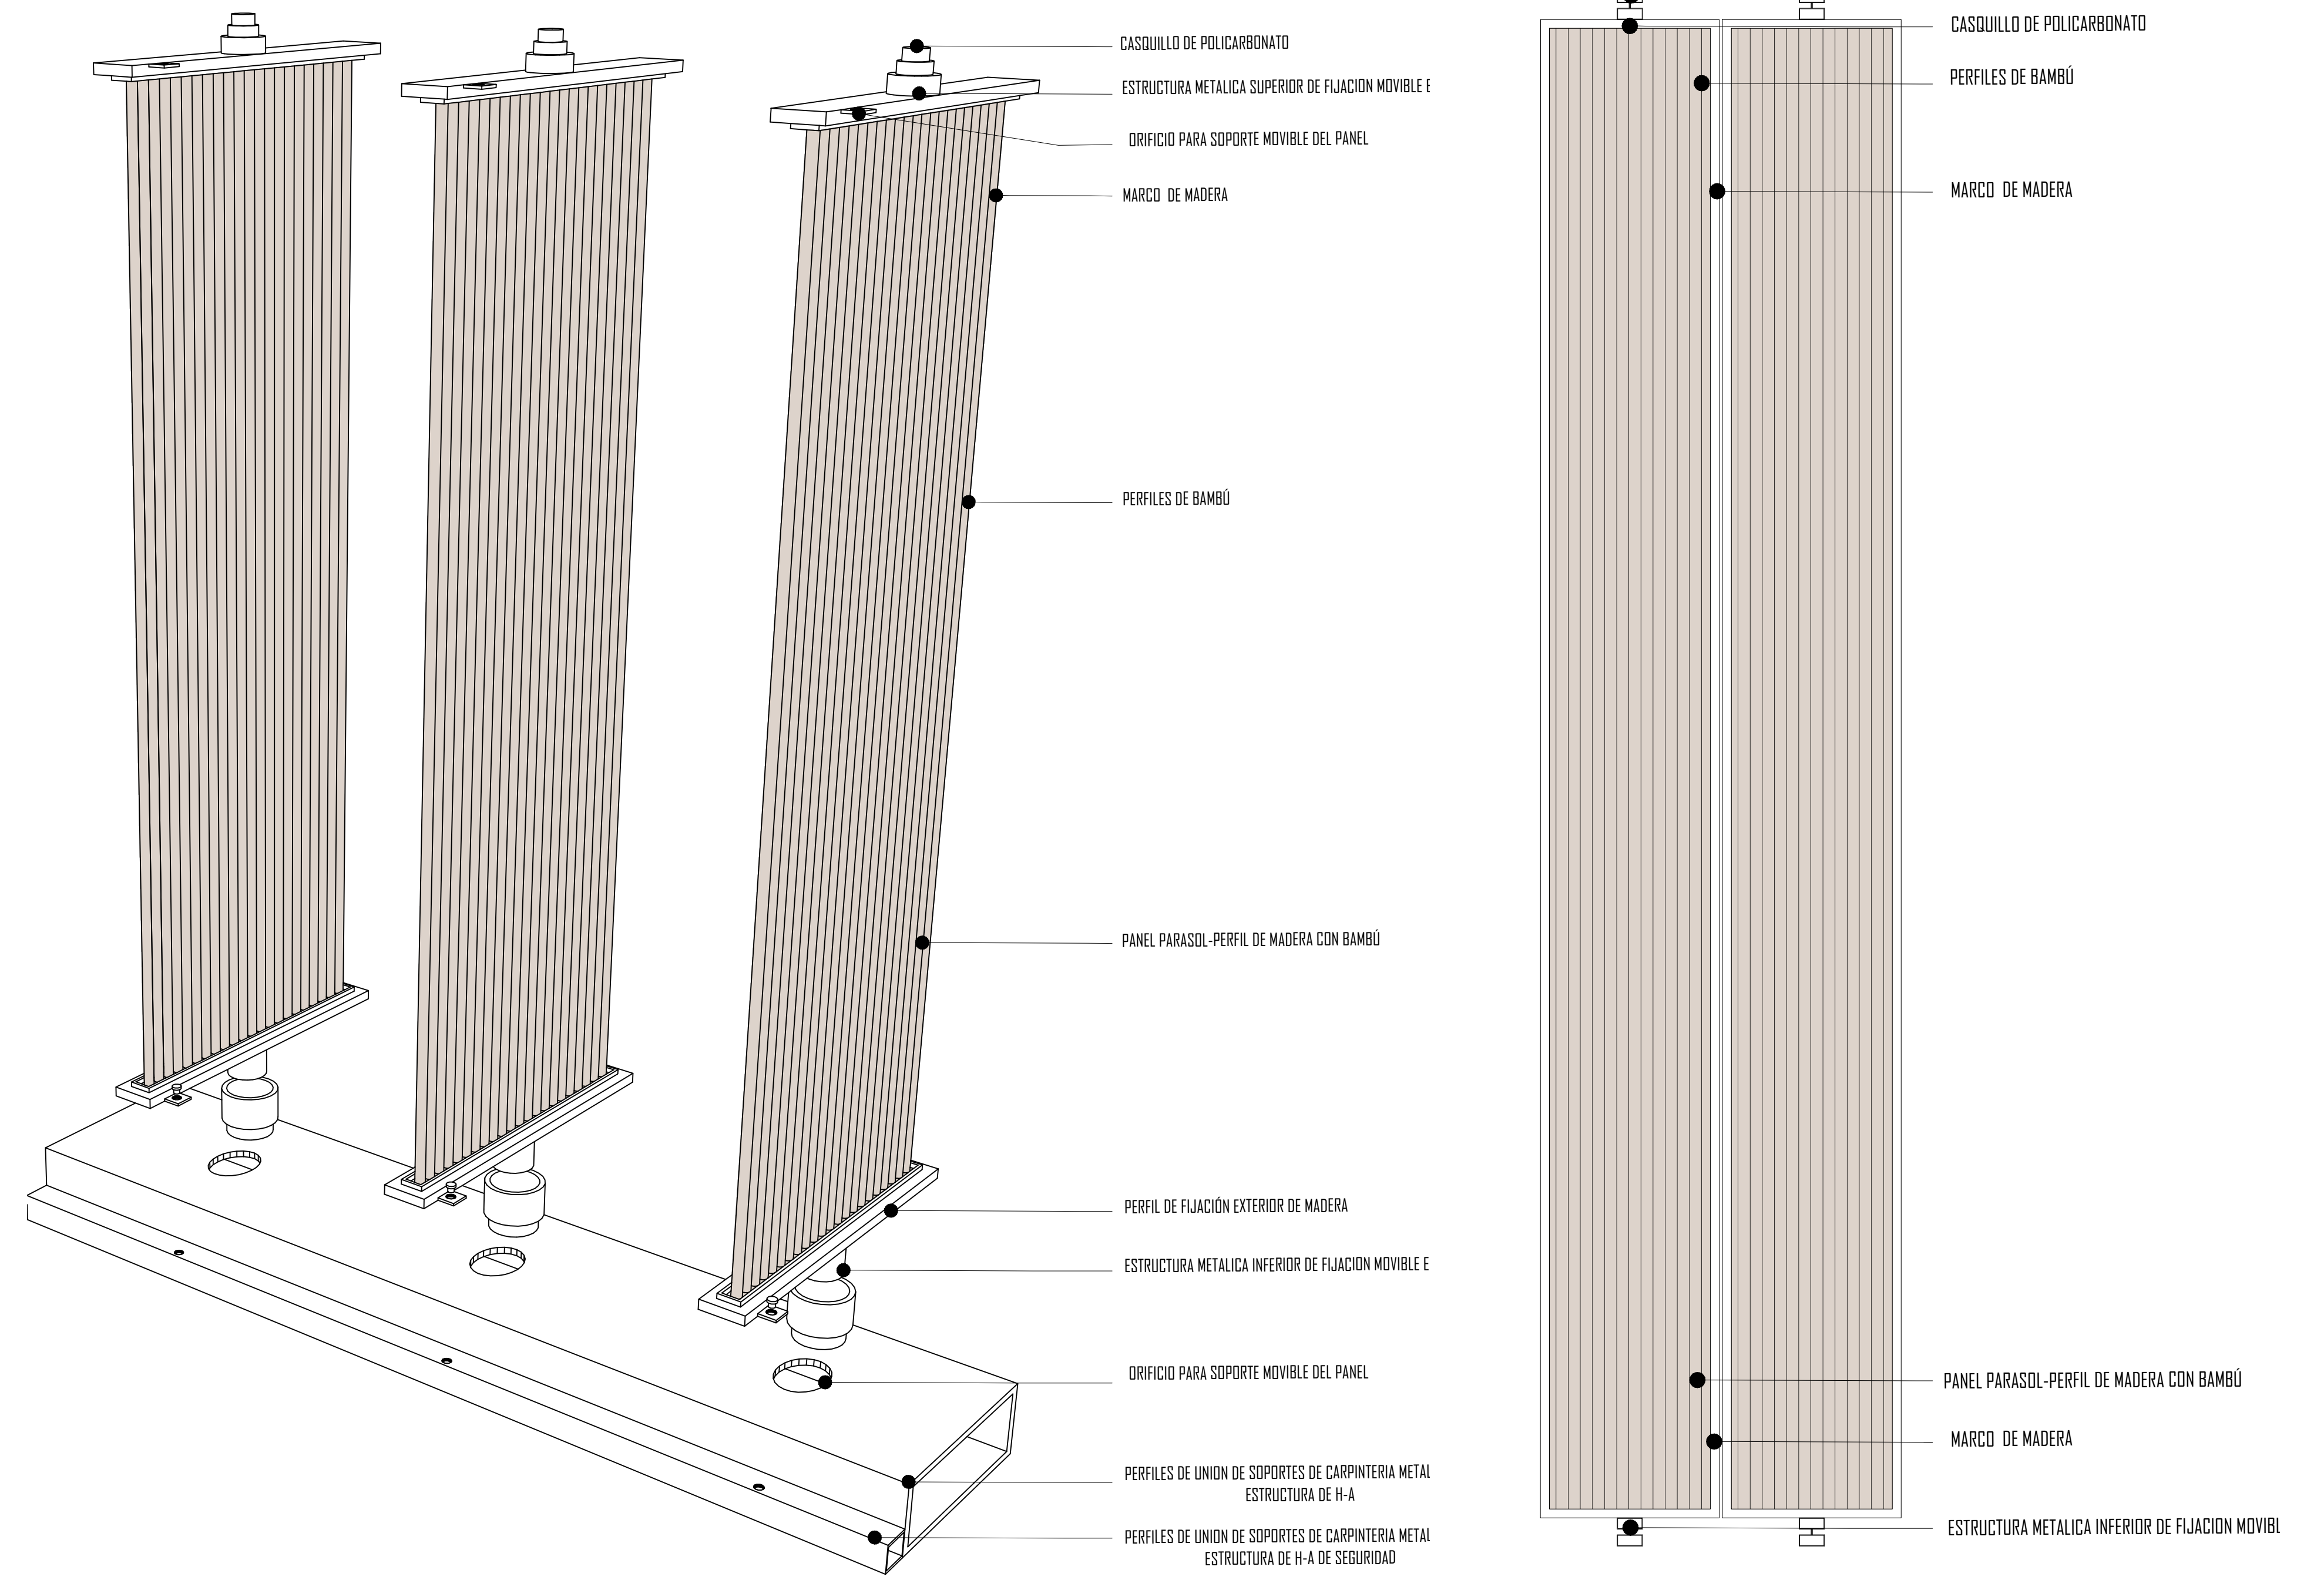 CASQUILLO DE POLICARBONATO
ESTRUCTURA METALICA SUPERIOR DE FIJACION MOVIBLE E
ORIFICIO PARA SOPORTE MOVIBLE DEL PANEL
MARCO DE MADERA
PERFILES DE BAMBÚ
PANEL PARASOL-PERFIL DE MADERA CON BAMBÚ
PERFIL DE FIJACIÓN EXTERIOR DE MADERA
ESTRUCTURA METALICA INFERIOR DE FIJACION MOVIBLE E
ORIFICIO PARA SOPORTE MOVIBLE DEL PANEL
PERFILES DE UNION DE SOPORTES DE CARPINTERIA METAL
ESTRUCTURA DE H-A
PERFILES DE UNION DE SOPORTES DE CARPINTERIA METAL
ESTRUCTURA DE H-A DE SEGURIDAD
CASQUILLO DE POLICARBONATO
PERFILES DE BAMBÚ
MARCO DE MADERA
PANEL PARASOL-PERFIL DE MADERA CON BAMBÚ
MARCO DE MADERA
ESTRUCTURA METALICA INFERIOR DE FIJACION MOVIBL